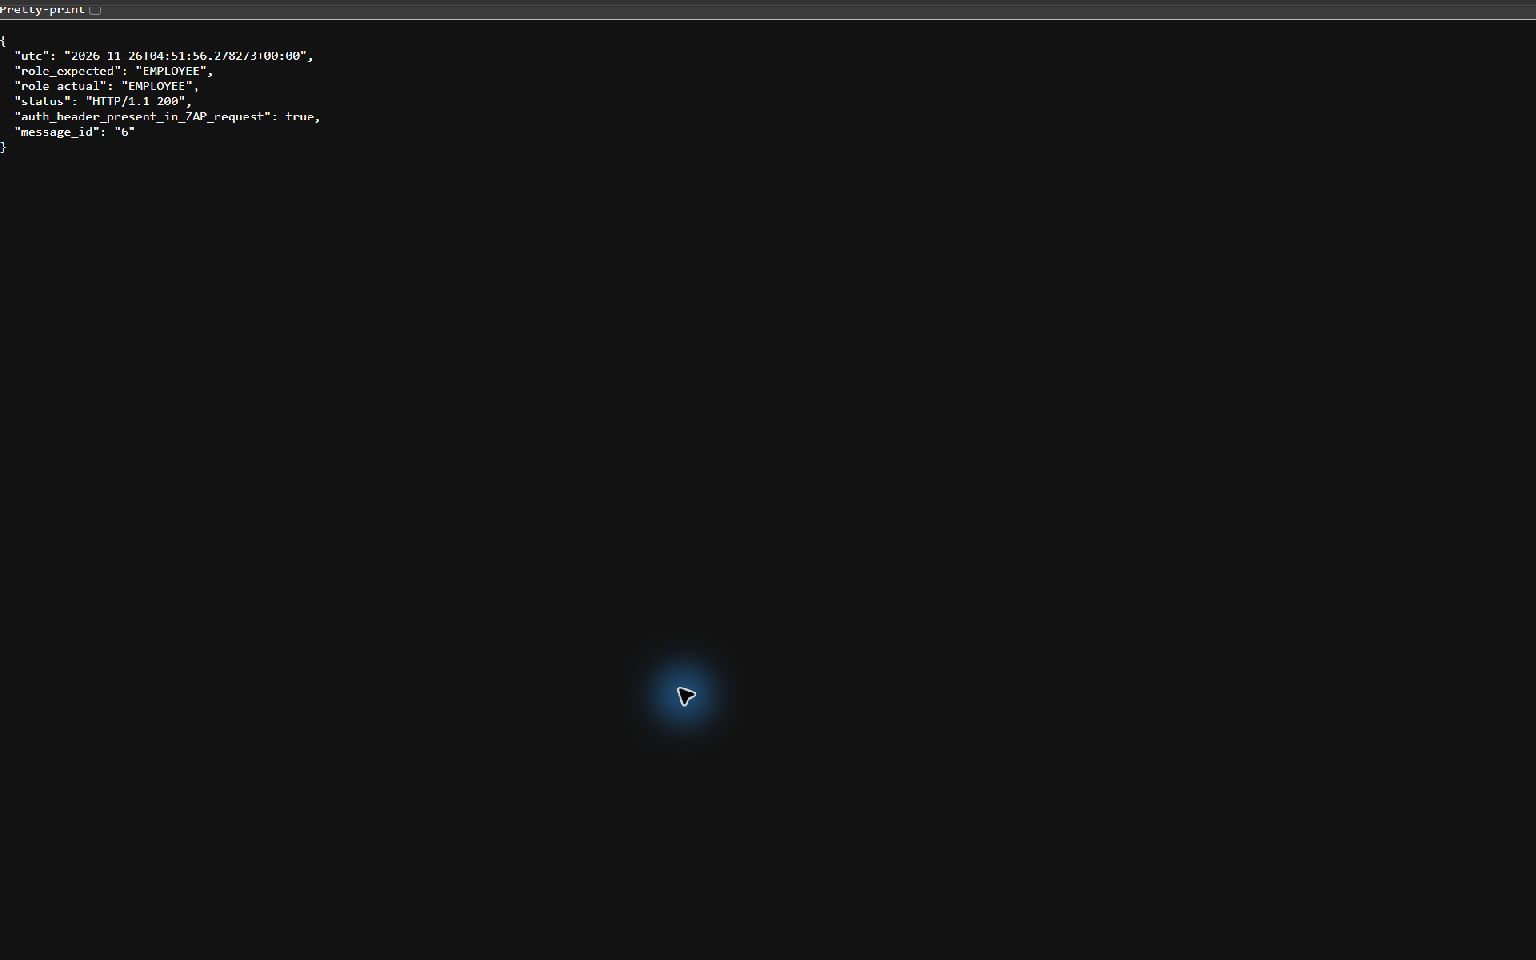 Pretty-print
{
"utc": "2026-11-26T04:51:56.278273+00:00",
"role_expected": "EMPLOYEE",
"role_actual": "EMPLOYEE",
"status": "HTTP/1.1 200",
"auth_header_present_in_ZAP_request": true,
"message_id": "6"
}